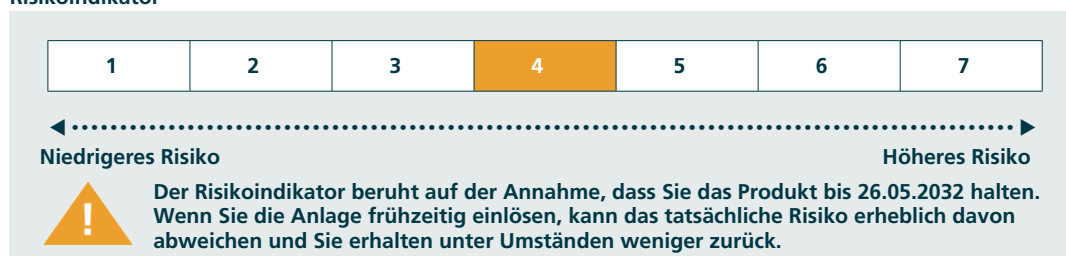 Risikoindikator
1 2 3 4 5 6 7
Niedrigeres Risiko Höheres Risiko
! Der Risikoindikator beruht auf der Annahme, dass Sie das Produkt bis 26.05.2032 halten.
Wenn Sie die Anlage frühzeitig einlösen, kann das tatsächliche Risiko erheblich davon
abweichen und Sie erhalten unter Umständen weniger zurück.